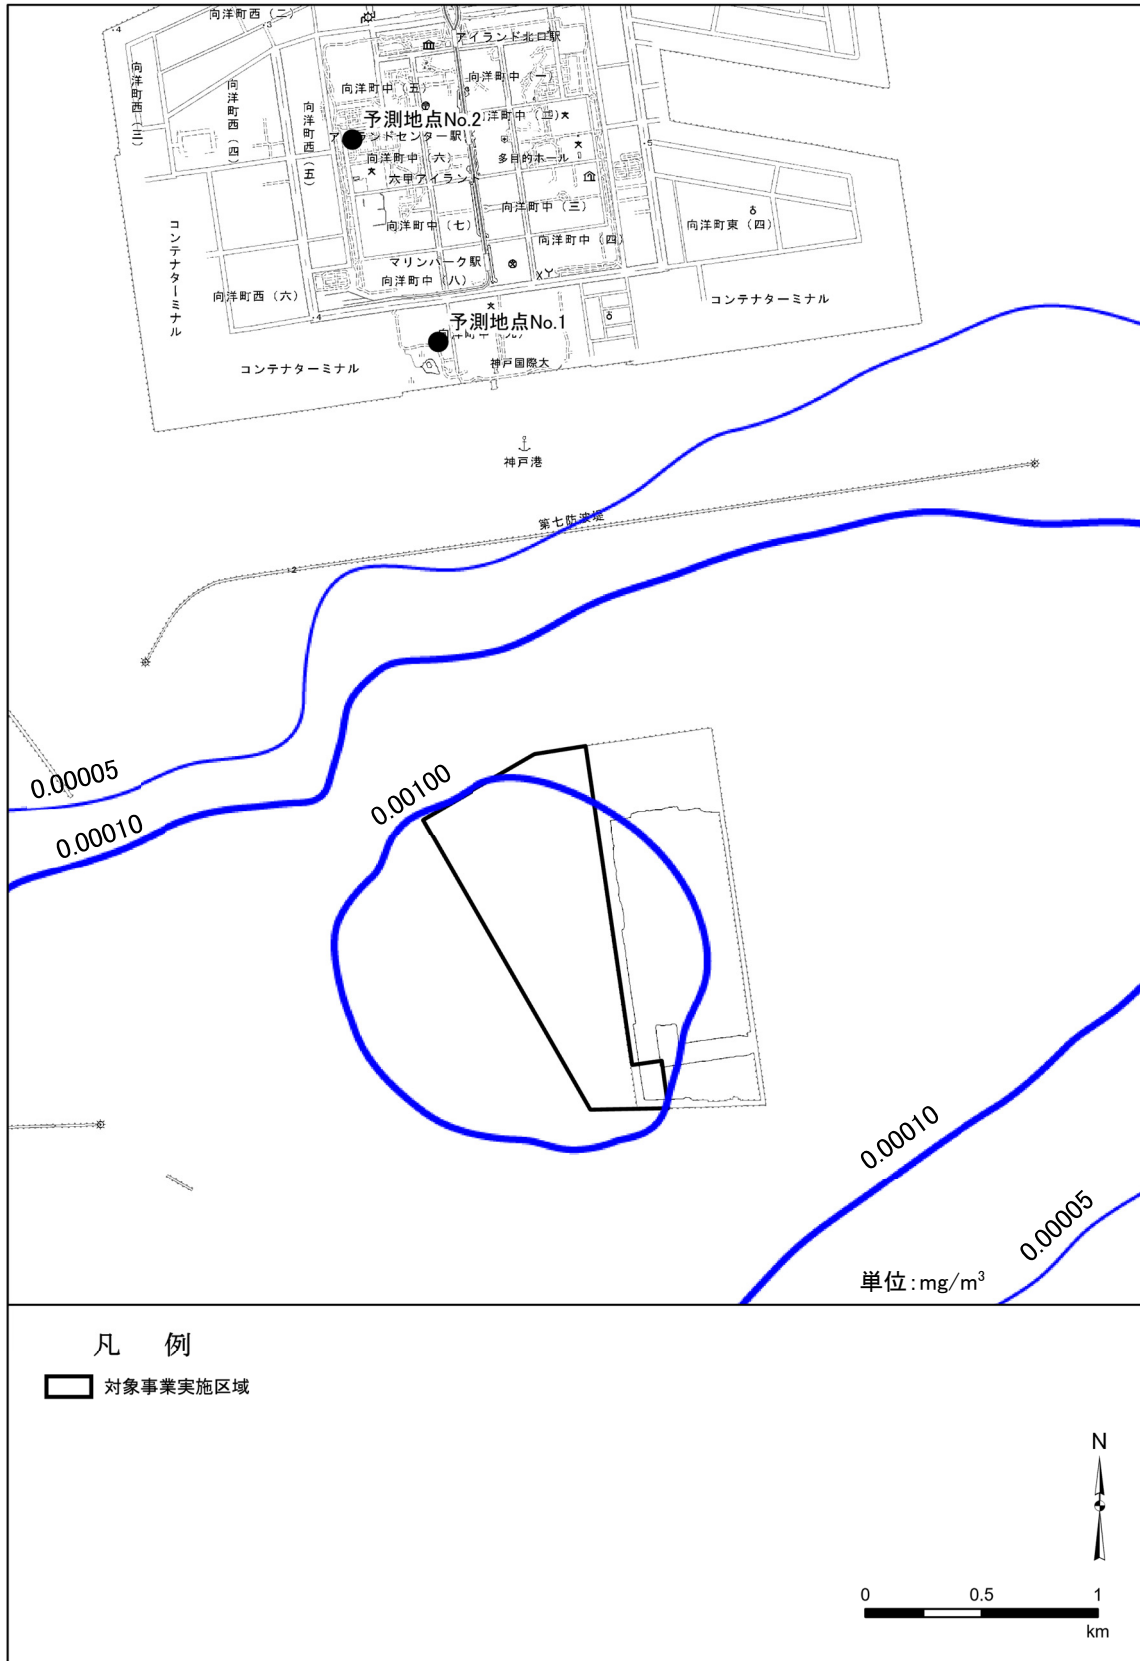 向洋町西（二）
アイランド北口駅
向洋町西（三）
向洋町西（四）
向洋町西（五）
向洋町中（五）
向洋町中（一）
向洋町中（二）
予測地点No.2
向洋町中（六）
多目的ホール
六甲アイランド
向洋町中（三）
向洋町中（七）
向洋町中（四）
向洋町東（四）
マリンパーク駅
向洋町中（八）
コンテナターミナル
向洋町西（六）
コンテナターミナル
予測地点No.1
神戸国際大
コンテナターミナル
神戸港
第七防波堤
0.00005
0.00010
0.00100
0.00010
0.00005
単位:mg/m³
凡 例
対象事業実施区域
N
0 0.5 1
km